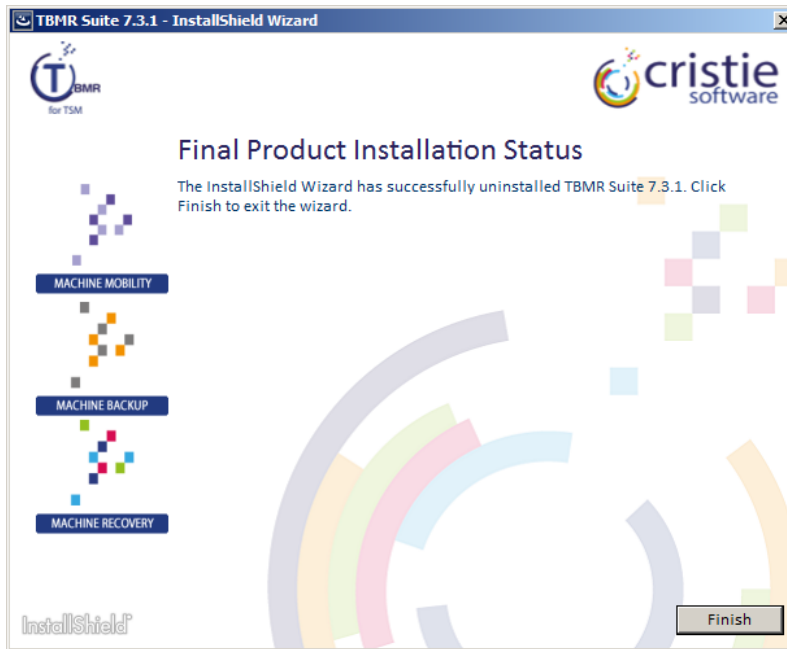 TBMR Suite 7.3.1 - InstallShield Wizard
TBMR
for TSM
cristie
software
Final Product Installation Status
The InstallShield Wizard has successfully uninstalled TBMR Suite 7.3.1. Click
Finish to exit the wizard.
MACHINE MOBILITY
MACHINE BACKUP
MACHINE RECOVERY
InstallShield
Finish